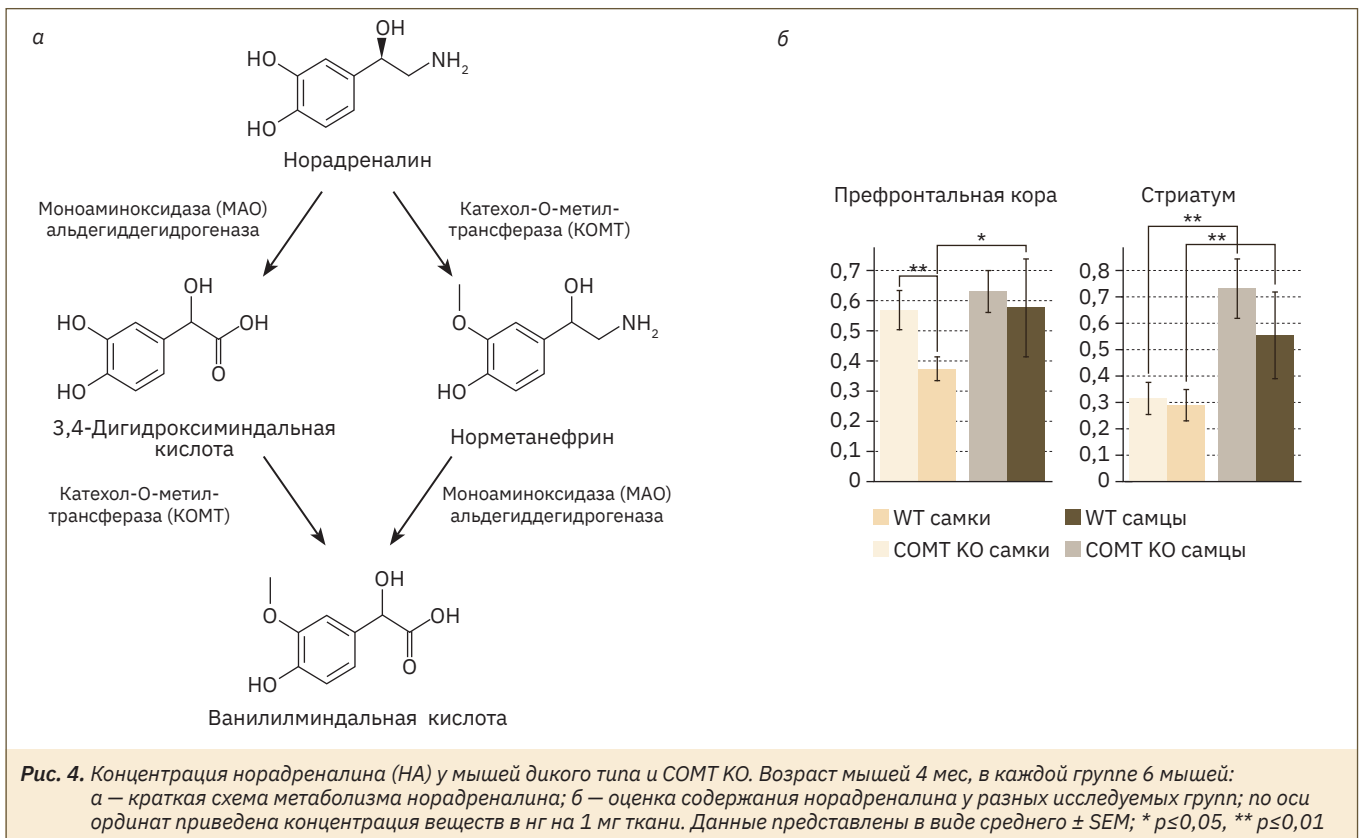 а
OH
HO
NH2
HO
Норадреналин
Моноаминоксидаза (МАО)
альдегиддегидрогеназа
Катехол-О-метил-
трансфераза (КОМТ)
OH
HO
OH
HO
O
3,4-Дигидроксиминдальная
кислота
OH
O
NH2
HO
Норметанефрин
Катехол-О-метил-
трансфераза (КОМТ)
Моноаминоксидаза (МАО)
альдегиддегидрогеназа
OH
O
OH
HO
O
Ванилилминдальная кислота
б
Префронтальная кора
*
**
0,7
0,6
0,5
0,4
0,3
0,2
0,1
0
Стриатум
**
**
0,8
0,7
0,6
0,5
0,4
0,3
0,2
0,1
0
WT самки
WT самцы
COMT KO самки
COMT KO самцы
Рис. 4. Концентрация норадреналина (НА) у мышей дикого типа и COMT KO. Возраст мышей 4 мес, в каждой группе 6 мышей:
а — краткая схема метаболизма норадреналина; б — оценка содержания норадреналина у разных исследуемых групп; по оси
ординат приведена концентрация веществ в нг на 1 мг ткани. Данные представлены в виде среднего ± SEM; * p≤0,05, ** p≤0,01